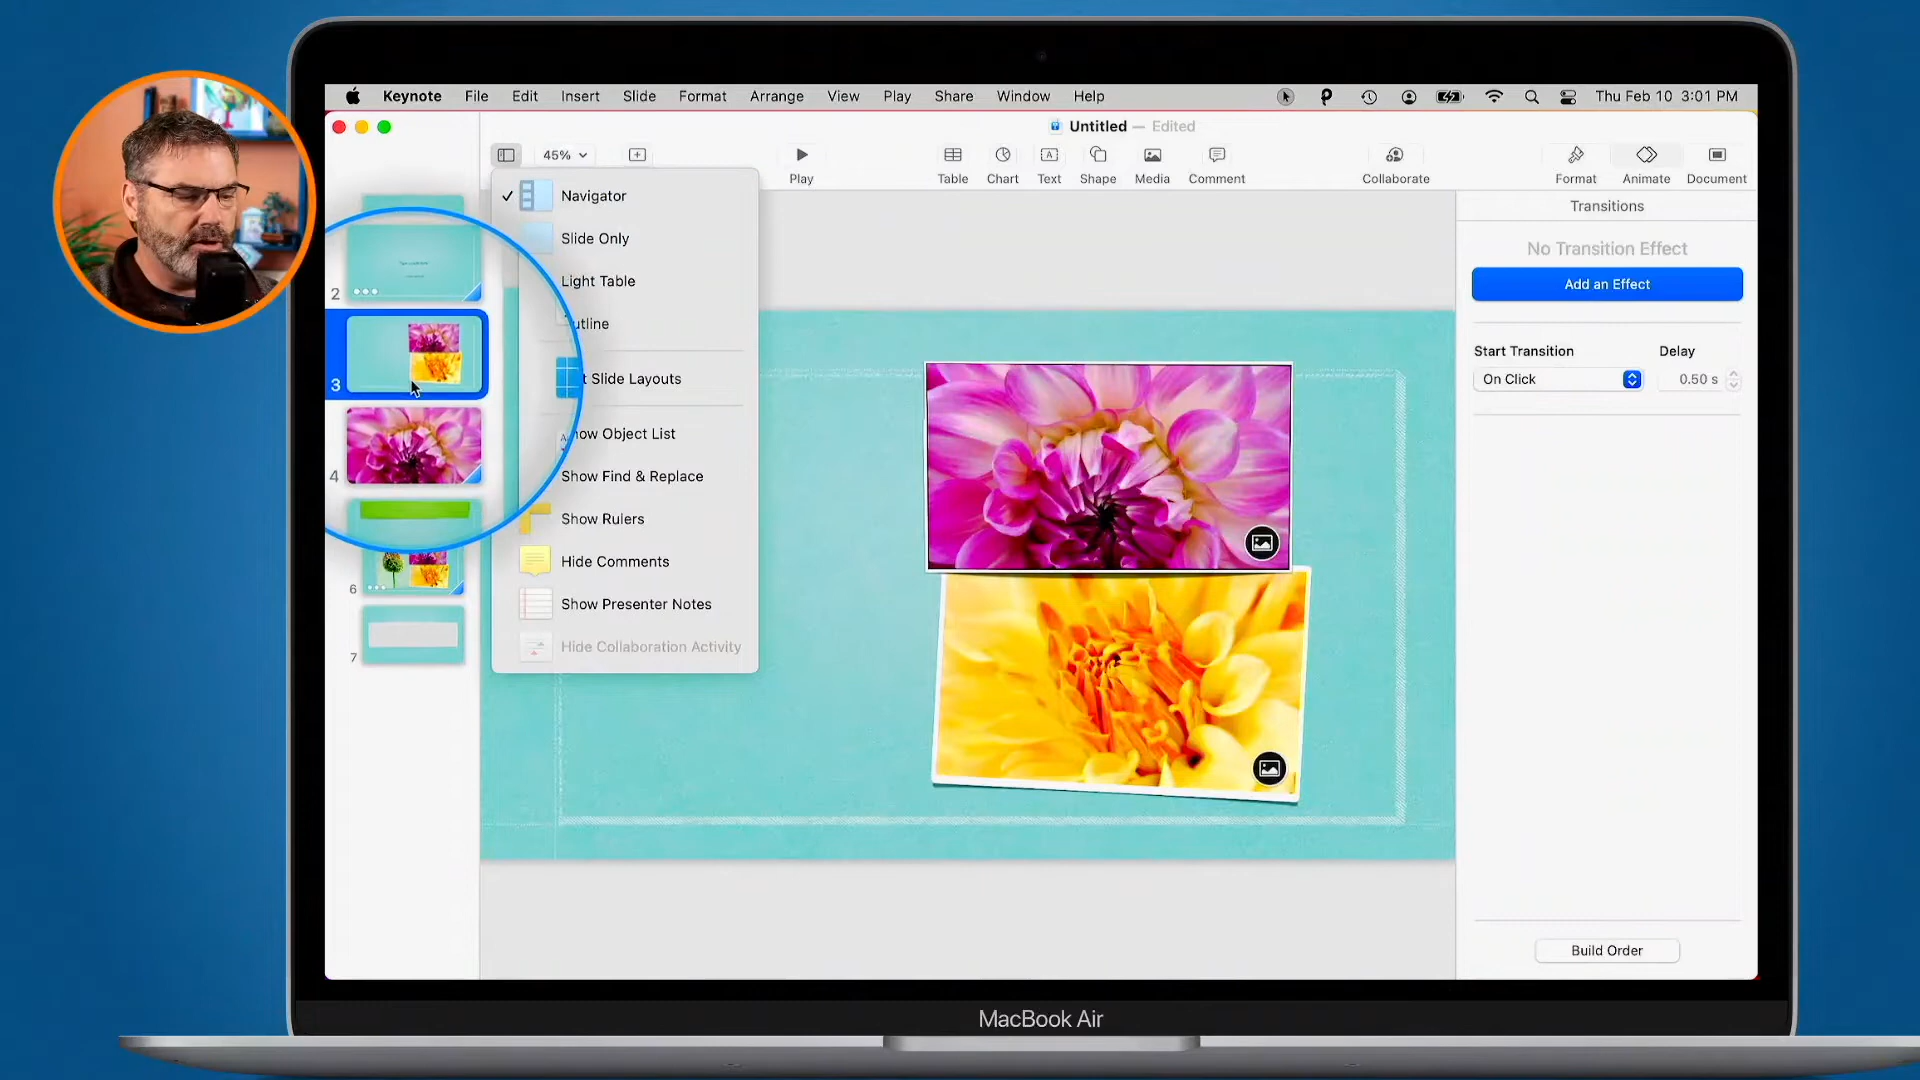 Keynote File Edit Insert Slide Format Arrange View Play Share Window Help Thu Feb 10 3:01 PM
Untitled — Edited
45%
Play
Table Chart Text Shape Media Comment
Collaborate
Format Animate Document
Navigator
Slide Only
Light Table
utline
t Slide Layouts
how Object List
Show Find & Replace
Show Rulers
Hide Comments
Show Presenter Notes
Hide Collaboration Activity
2
3
4
6
7
Transitions
No Transition Effect
Add an Effect
Start Transition Delay
On Click 0.50 s
Build Order
MacBook Air